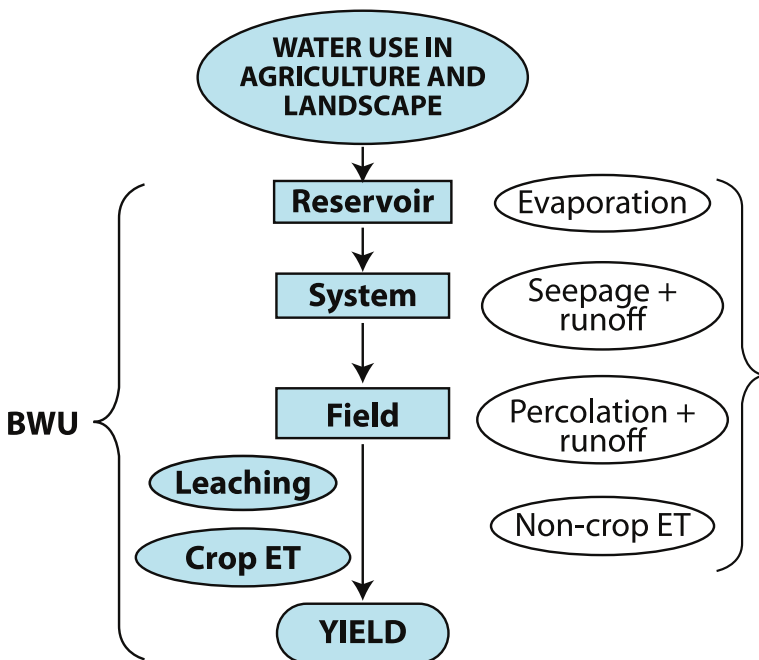 WATER USE IN
AGRICULTURE AND
LANDSCAPE
Reservoir
Evaporation
System
Seepage +
runoff
BWU
Field
Percolation +
runoff
Leaching
Non-crop ET
Crop ET
YIELD